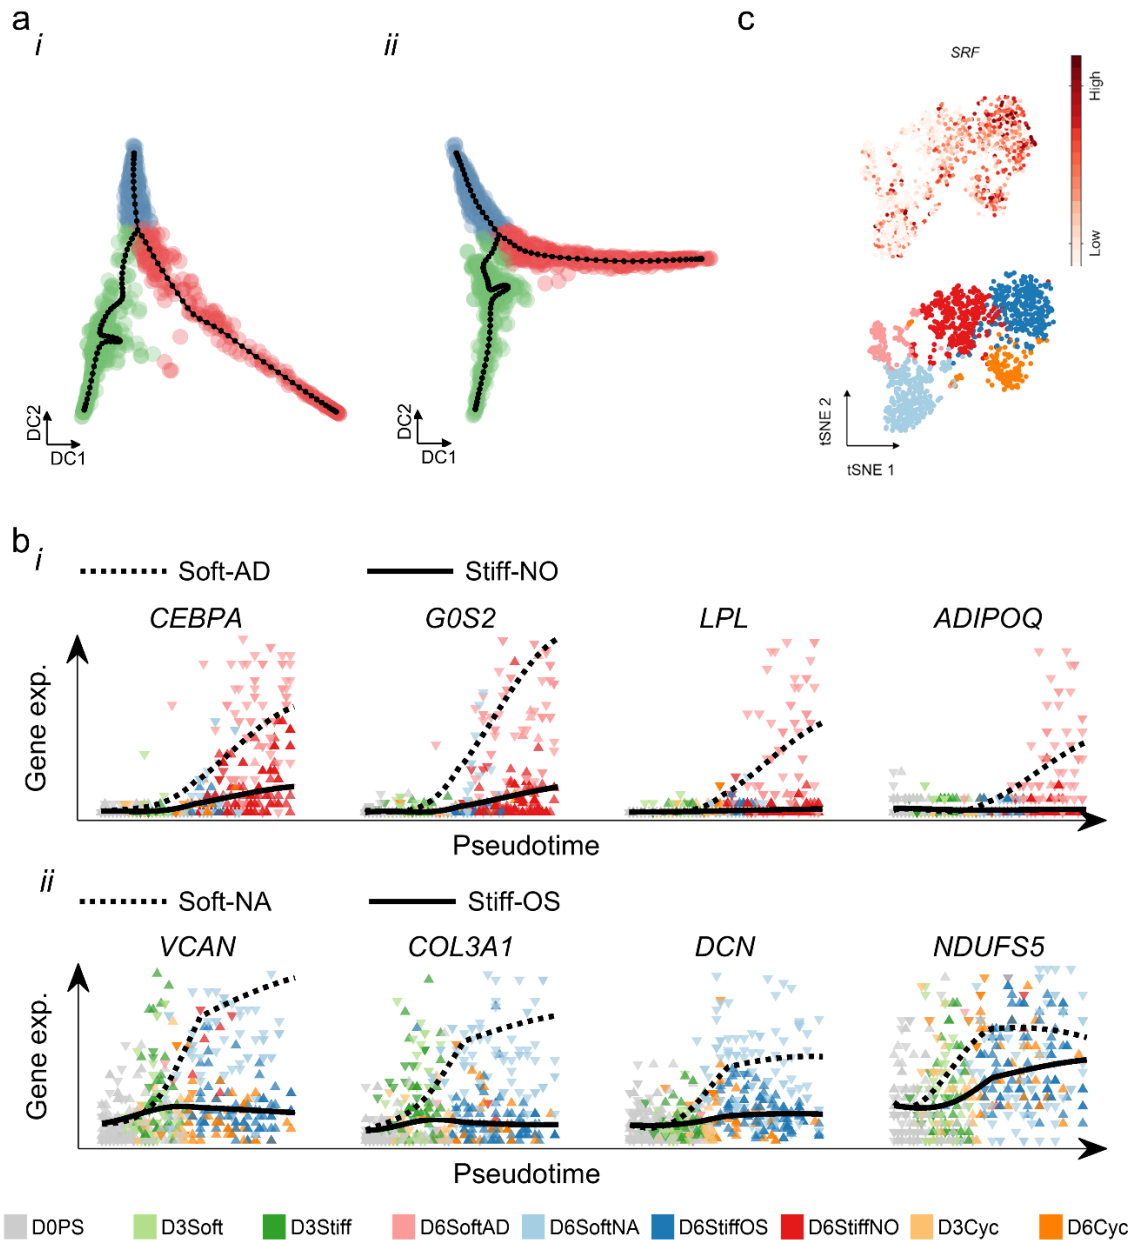 a
i
ii
c
SRF
High
Low
DC2
DC1
DC2
DC1
tSNE 2
tSNE 1
b
i
Soft-AD
Stiff-NO
CEBPA
G0S2
LPL
ADIPOQ
Gene exp.
Pseudotime
ii
Soft-NA
Stiff-OS
VCAN
COL3A1
DCN
NDUFS5
Gene exp.
Pseudotime
D0PS D3Soft D3Stiff D6SoftAD D6SoftNA D6StiffOS D6StiffNO D3Cyc D6Cyc